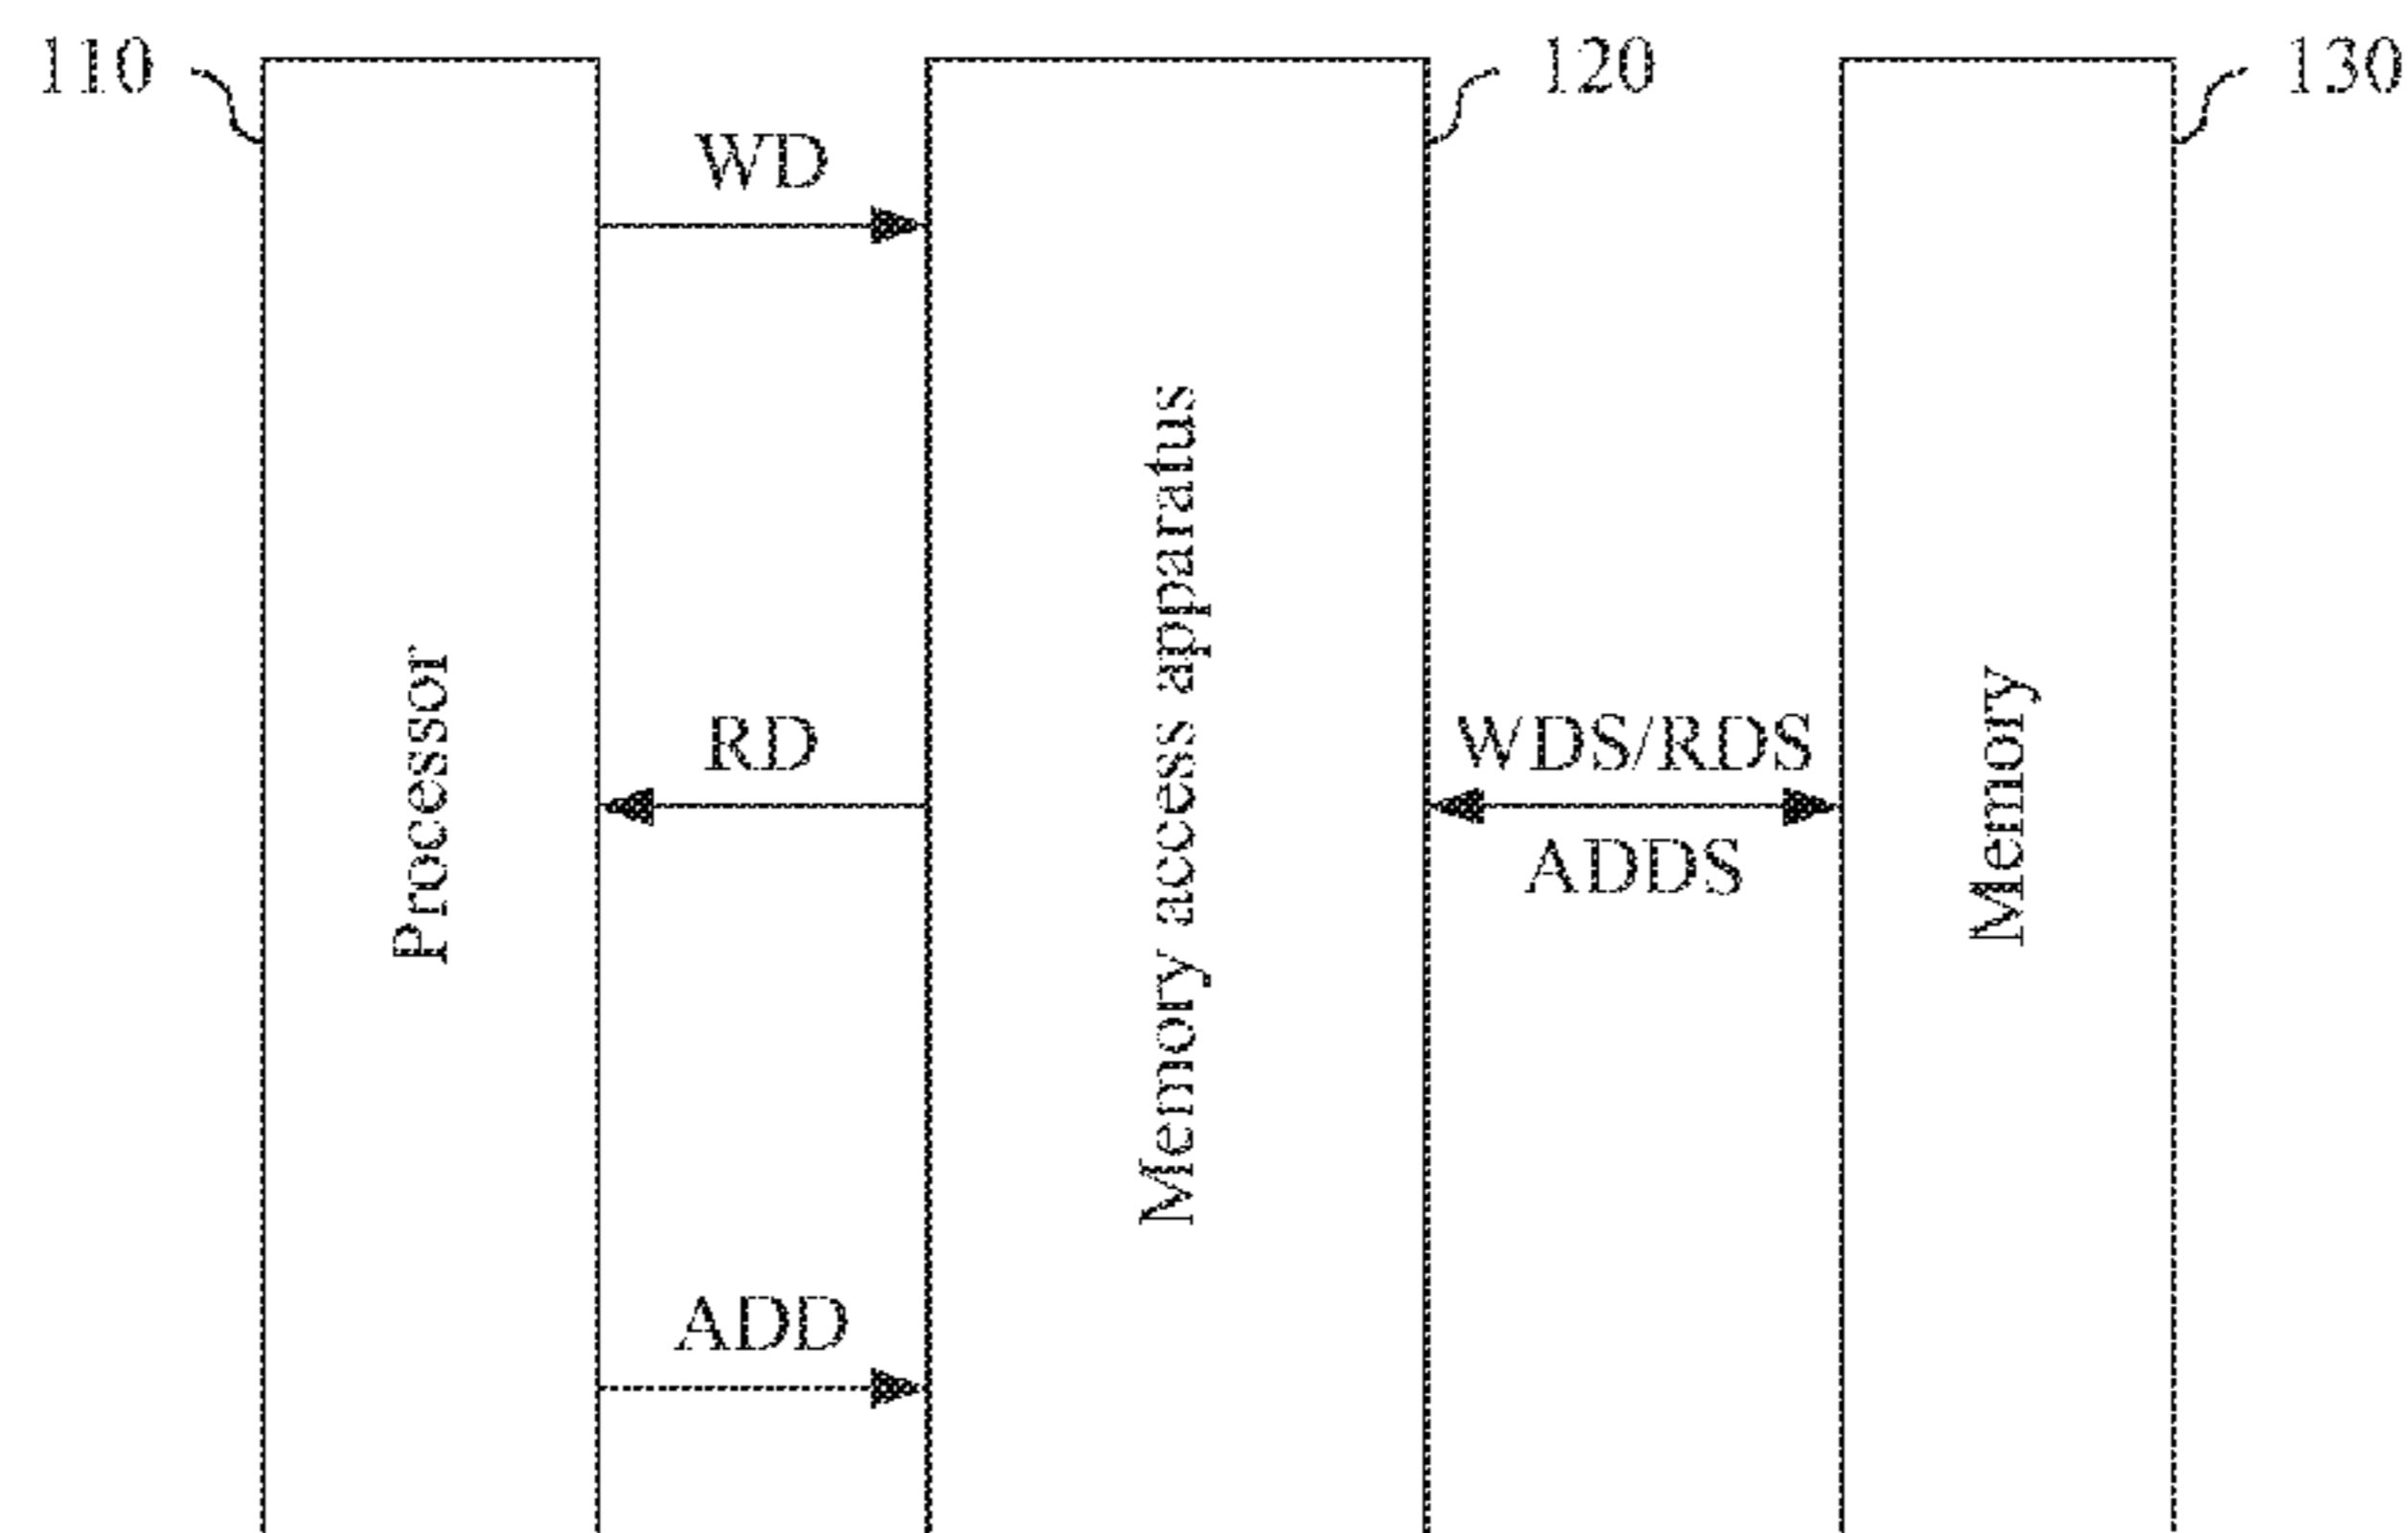 110
120
130
WD
Processor
RD
Memory access apparatus
WDS/RDS
ADDS
Memory
ADD